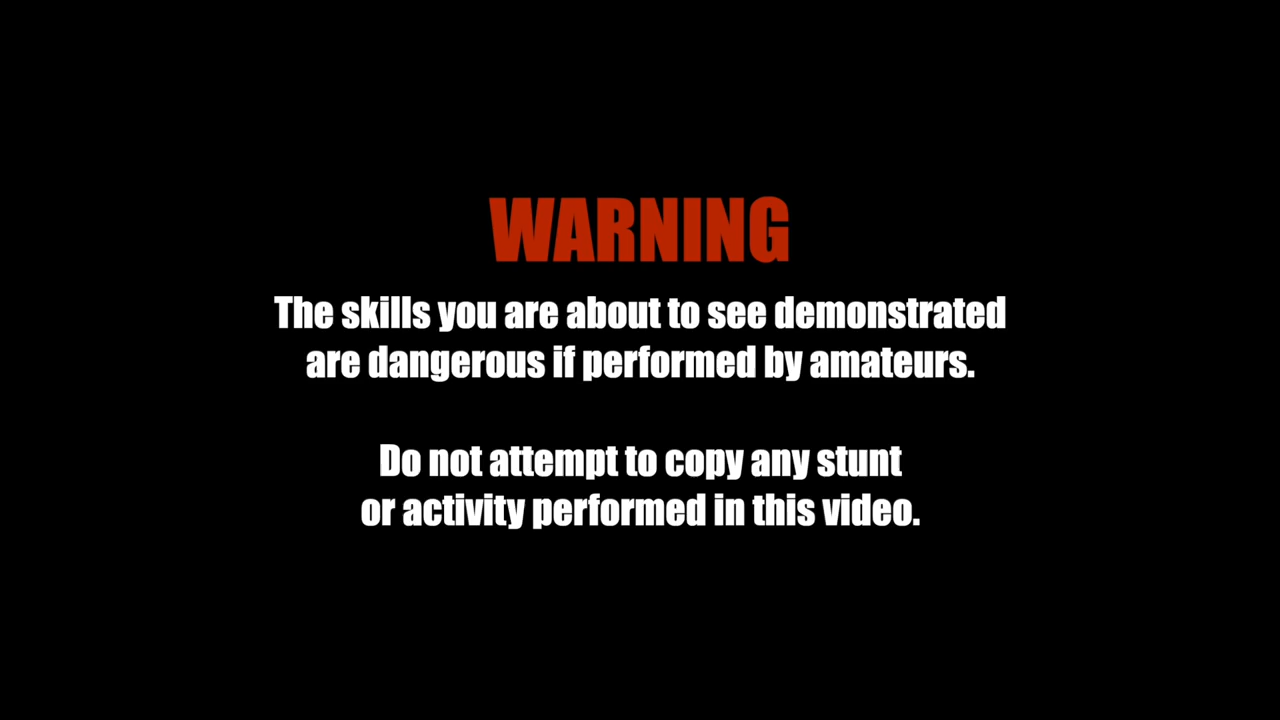 WARNING
The skills you are about to see demonstrated
are dangerous if performed by amateurs.
Do not attempt to copy any stunt
or activity performed in this video.